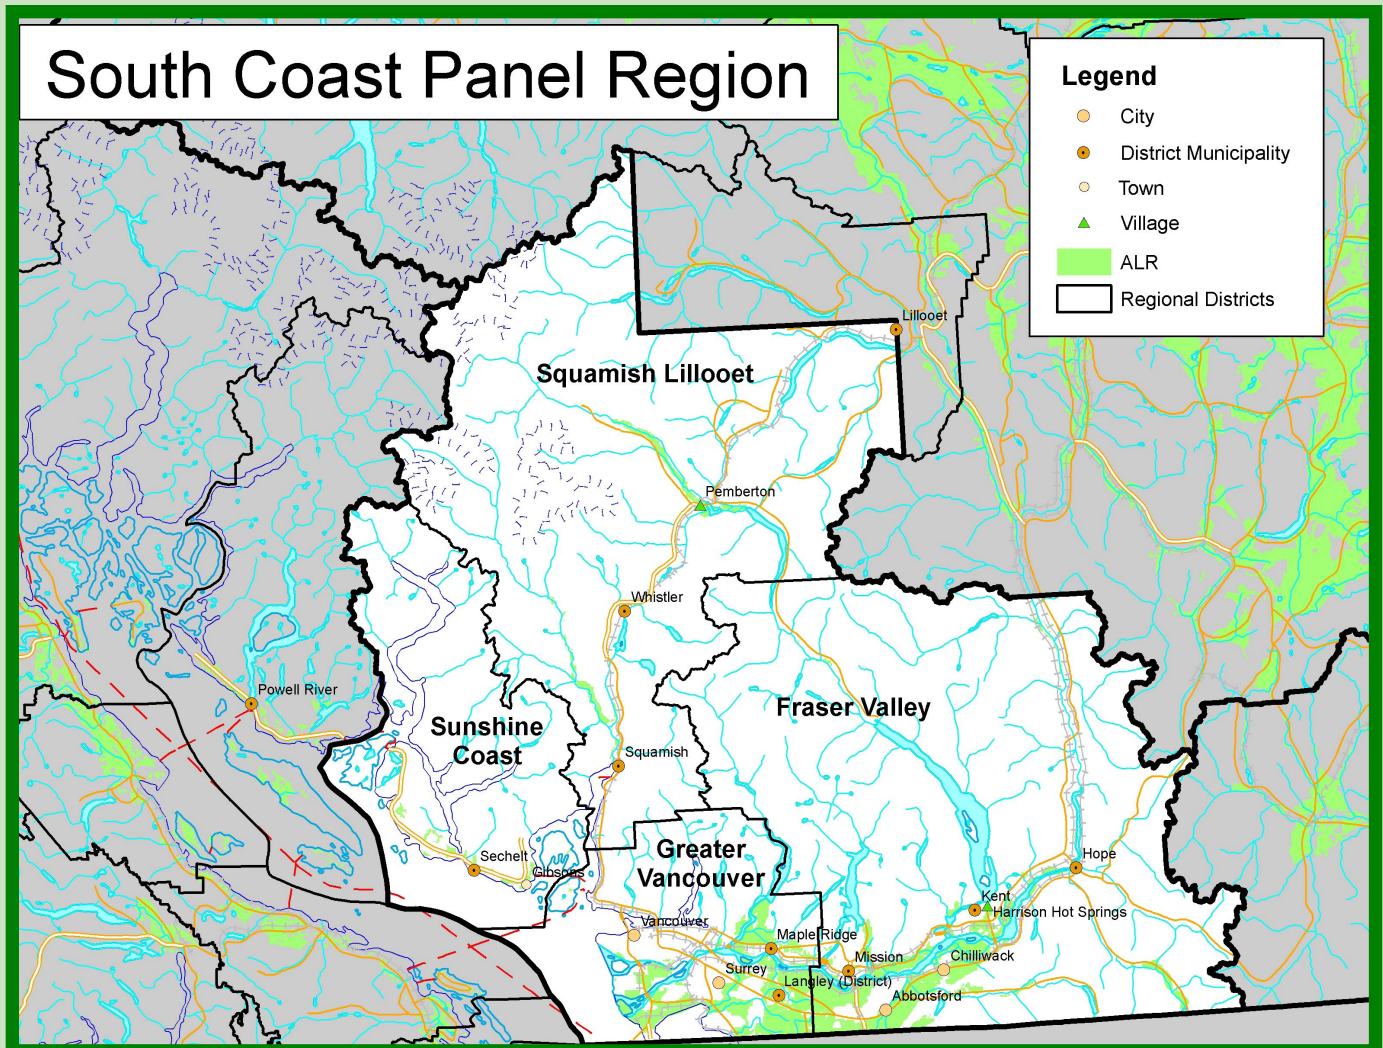 South Coast Panel Region
Legend
City
District Municipality
Town
Village
ALR
Regional Districts
Lillooet
Squamish Lillooet
Pemberton
Whistler
Powell River
Fraser Valley
Sunshine
Coast
Squamish
Greater
Vancouver
Sechelt
Gibsons
Hope
Kent
Harrison Hot Springs
Vancouver
Maple Ridge
Mission
Chilliwack
Surrey
Langley (District)
Abbotsford